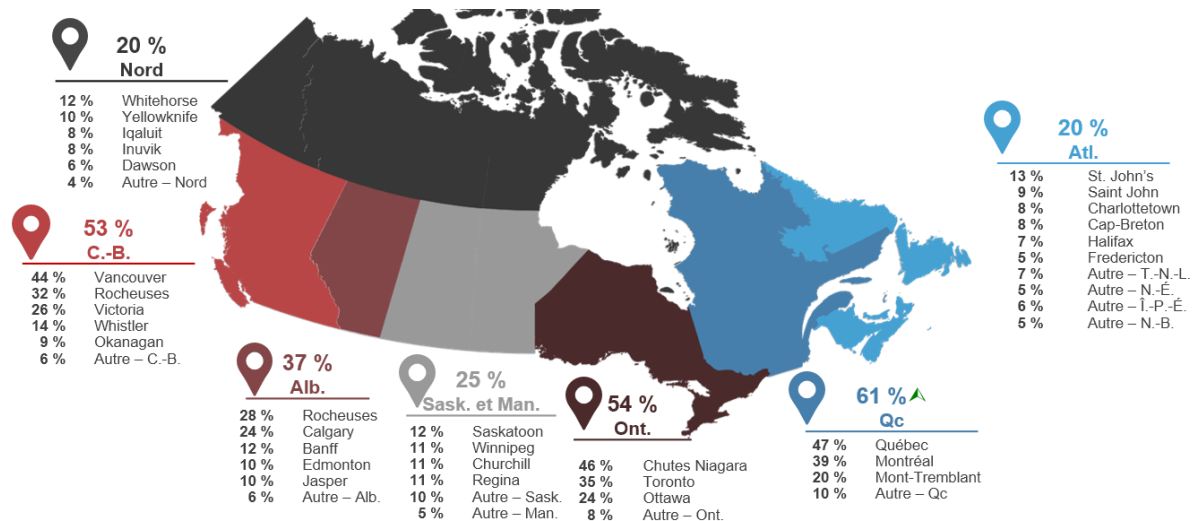 20 %
Nord
12 % Whitehorse
10 % Yellowknife
8 % Iqaluit
8 % Inuvik
6 % Dawson
4 % Autre – Nord
53 %
C.-B.
44 % Vancouver
32 % Rocheuses
26 % Victoria
14 % Whistler
9 % Okanagan
6 % Autre – C.-B.
37 %
Alb.
28 % Rocheuses
24 % Calgary
12 % Banff
10 % Edmonton
10 % Jasper
6 % Autre – Alb.
25 %
Sask. et Man.
12 % Saskatoon
11 % Winnipeg
11 % Churchill
11 % Regina
10 % Autre – Sask.
5 % Autre – Man.
54 %
Ont.
46 % Chutes Niagara
35 % Toronto
24 % Ottawa
8 % Autre – Ont.
61 %
Qc
47 % Québec
39 % Montréal
20 % Mont-Tremblant
10 % Autre – Qc
20 %
Atl.
13 % St. John's
9 % Saint John
8 % Charlottetown
8 % Cap-Breton
7 % Halifax
5 % Fredericton
7 % Autre – T.-N.-L.
5 % Autre – N.-É.
6 % Autre – Î.-P.-É.
5 % Autre – N.-B.